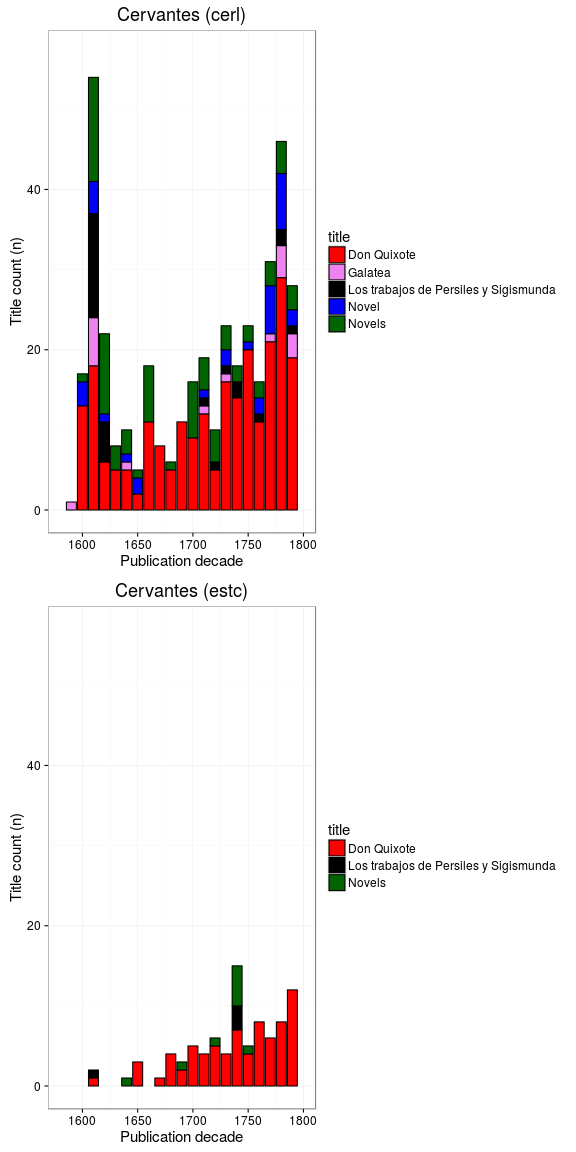 Cervantes (cerl)
Title count (n)
40
20
0
1600 1650 1700 1750 1800
Publication decade
title
Don Quixote
Galatea
Los trabajos de Persiles y Sigismunda
Novel
Novels
Cervantes (estc)
Title count (n)
40
20
0
1600 1650 1700 1750 1800
Publication decade
title
Don Quixote
Los trabajos de Persiles y Sigismunda
Novels